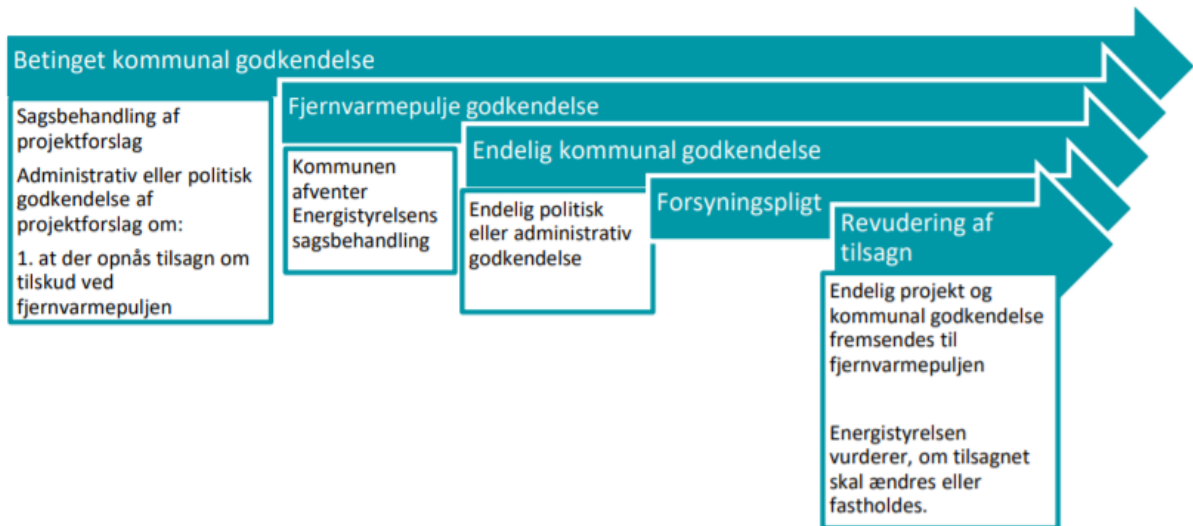 Betinget kommunal godkendelse
Sagsbehandling af
projektforslag
Administrativ eller politisk
godkendelse af
projektforslag om:
1. at der opnås tilsagn om
tilskud ved
fjernvarmepuljen
Fjernvarmepulje godkendelse
Kommunen
afventer
Energistyrelsens
sagsbehandling
Endelig kommunal godkendelse
Endelig politisk
eller administrativ
godkendelse
Forsyningspligt
Revudering af
tilsagn
Endelig projekt og
kommunal godkendelse
fremsendes til
fjernvarmepuljen
Energistyrelsen
vurderer, om tilsagnet
skal ændres eller
fastholdes.